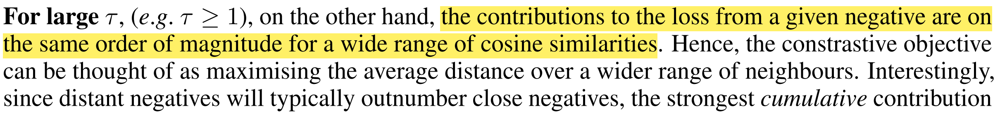 For large τ, (e.g. τ ≥ 1), on the other hand, the contributions to the loss from a given negative are on
the same order of magnitude for a wide range of cosine similarities. Hence, the constrastive objective
can be thought of as maximising the average distance over a wider range of neighbours. Interestingly,
since distant negatives will typically outnumber close negatives, the strongest cumulative contribution